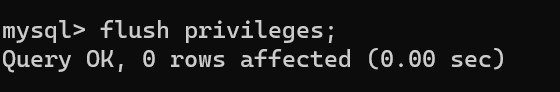 mysql> flush privileges;
Query OK, 0 rows affected (0.00 sec)